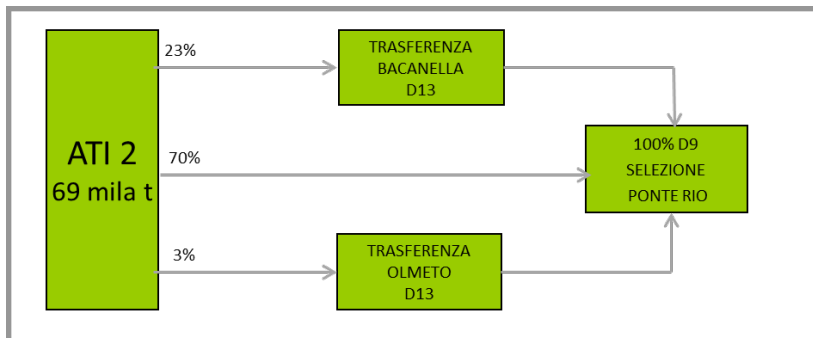 23%
TRASFERENZA
BACANELLA
D13
ATI 2
69 mila t
70%
100% D9
SELEZIONE
PONTE RIO
3%
TRASFERENZA
OLMETO
D13